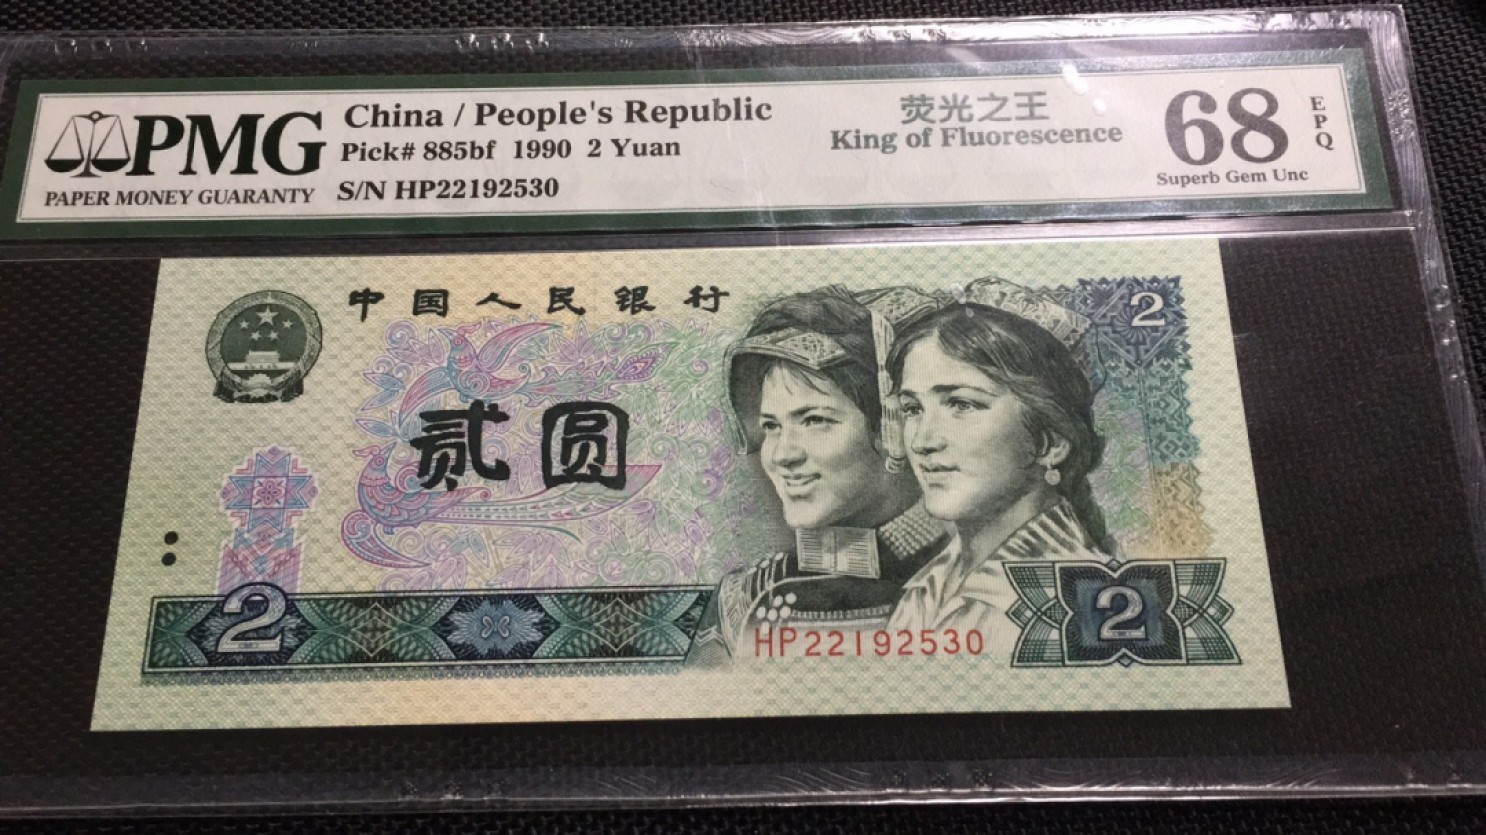 PMG
PAPER MONEY GUARANTY
China / People's Republic
Pick# 885bf 1990 2 Yuan
S/N HP22192530
荧光之王
King of Fluorescence
68
EPQ
Superb Gem Unc
中国人民银行
2
贰圆
2
2
HP22192530